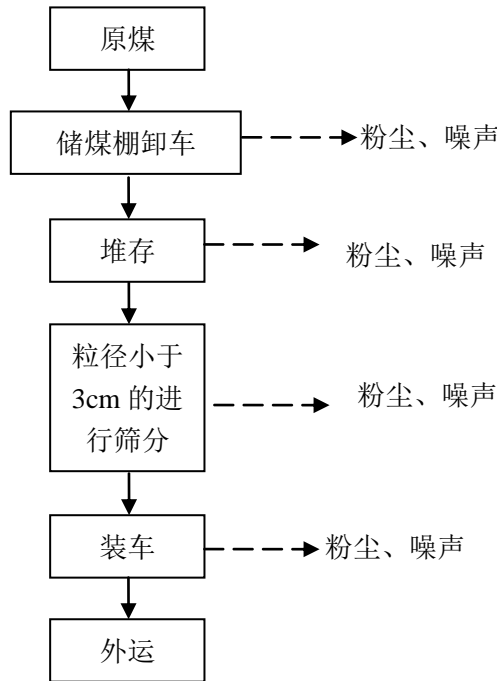 原煤
储煤棚卸车
粉尘、噪声
堆存
粉尘、噪声
粒径小于
3cm 的进
行筛分
粉尘、噪声
装车
粉尘、噪声
外运